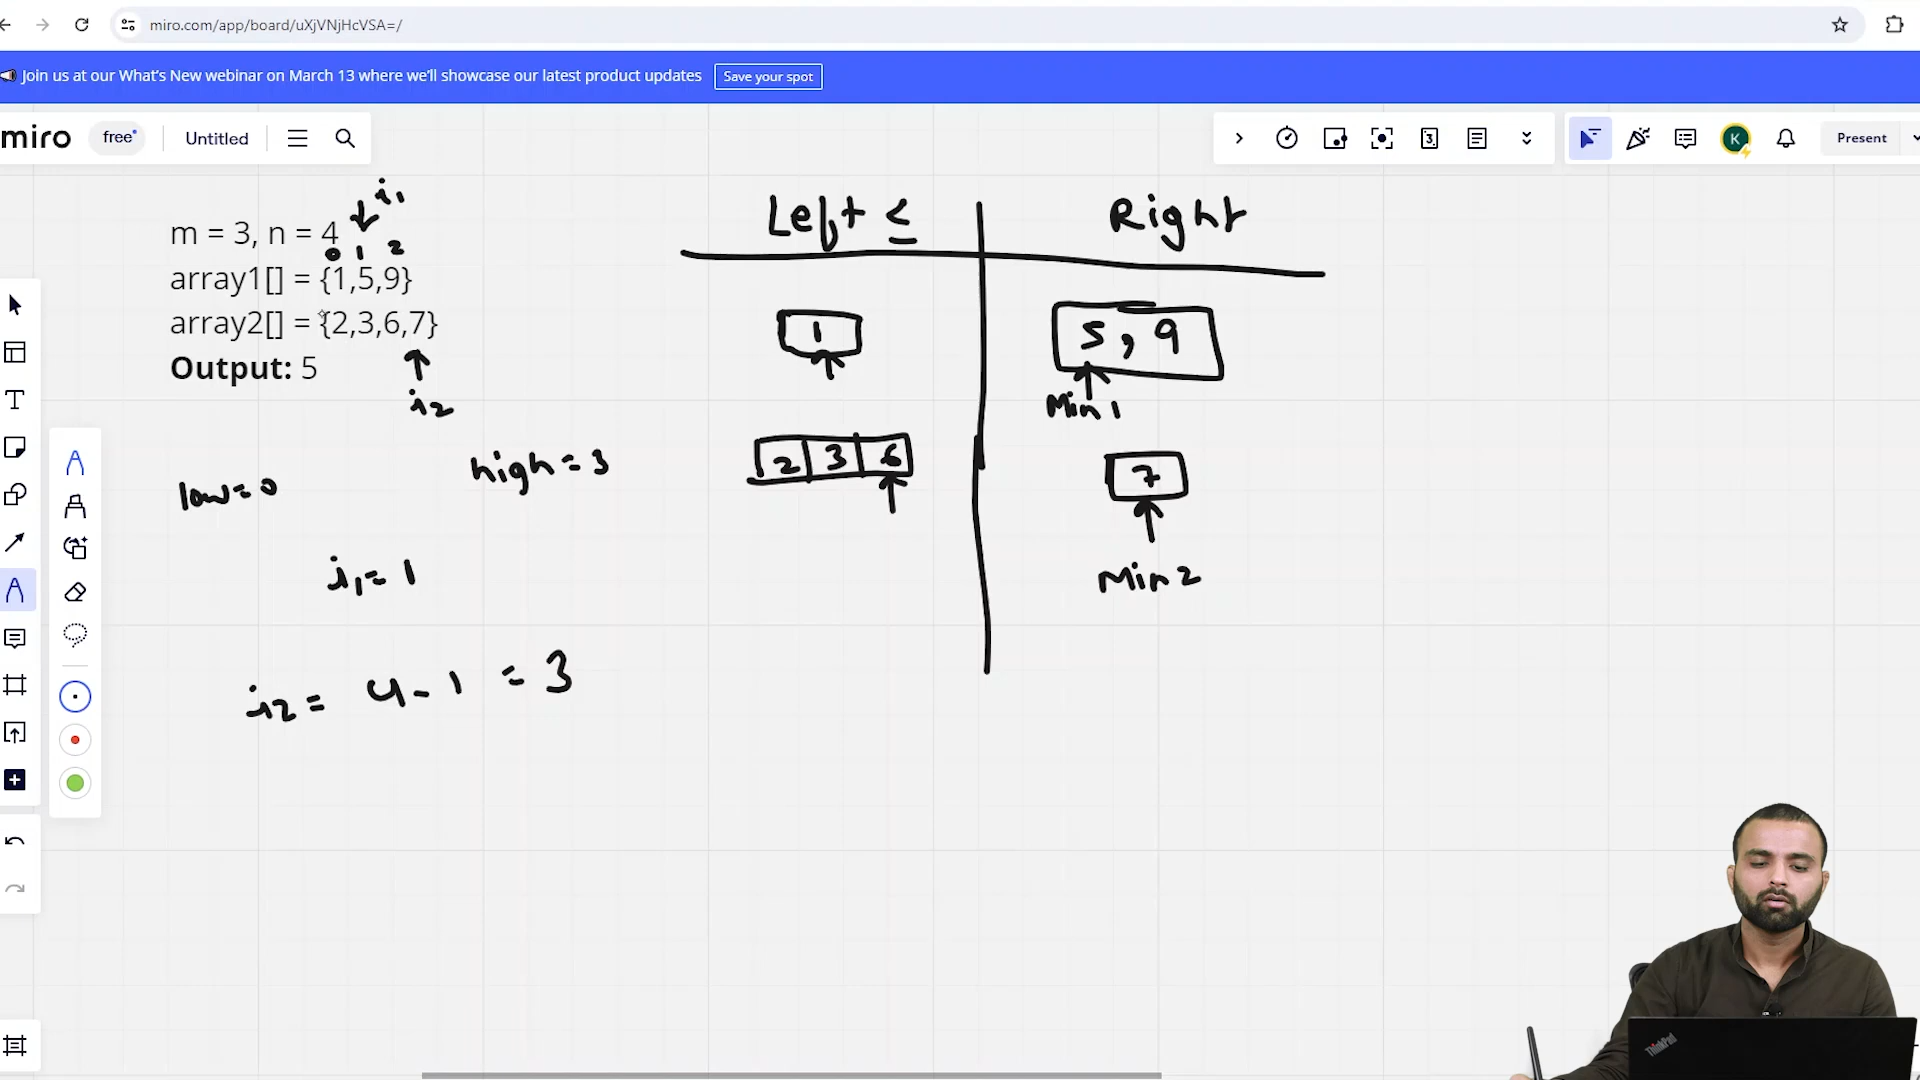 miro.com/app/board/uXjVNjHcVSA=/
Join us at our What's New webinar on March 13 where we'll showcase our latest product updates
Save your spot
miro
free
Untitled
3
K
Present
i1
m = 3, n = 4
0 1 2
array1[] = {1,5,9}
array2[] = {2,3,6,7}
Output: 5
i2
low = 0
high = 3
i1 = 1
i2 = 4 - 1 = 3
Left ≤
Right
1
5, 9
Min 1
2 3 6
7
Min 2
ThinkPad